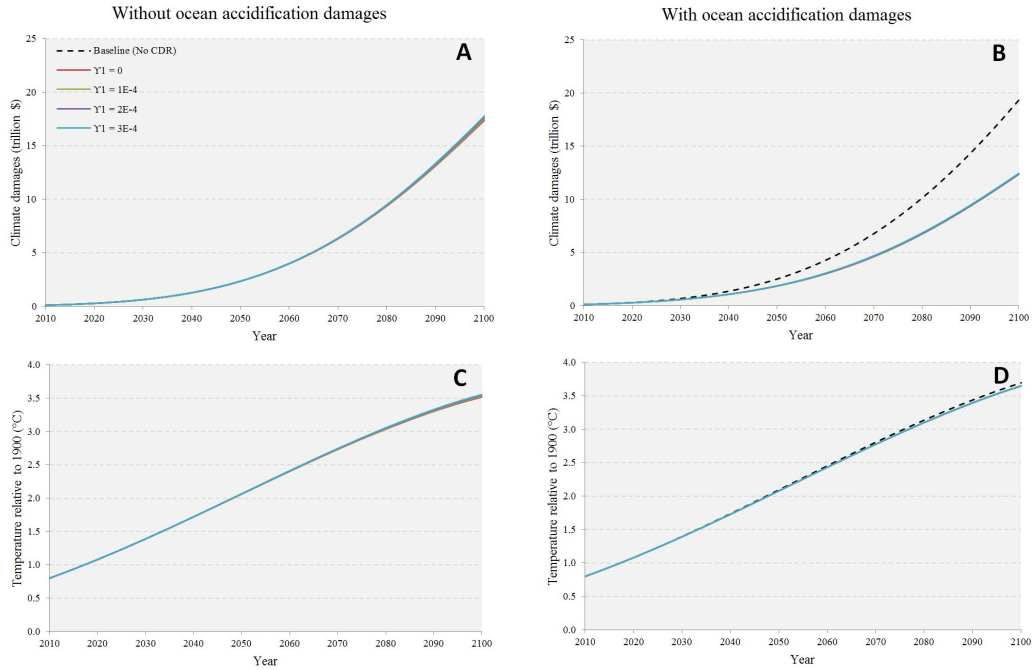 Without ocean accidification damages
With ocean accidification damages
A
Climate damages (trillion $)
25
20
15
10
5
0
Baseline (No CDR)
ϒ1 = 0
ϒ1 = 1E-4
ϒ1 = 2E-4
ϒ1 = 3E-4
2010 2020 2030 2040 2050 2060 2070 2080 2090 2100
Year
B
Climate damages (trillion $)
25
20
15
10
5
0
2010 2020 2030 2040 2050 2060 2070 2080 2090 2100
Year
C
Temperature relative to 1900 (°C)
4.0
3.5
3.0
2.5
2.0
1.5
1.0
0.5
0.0
2010 2020 2030 2040 2050 2060 2070 2080 2090 2100
Year
D
Temperature relative to 1900 (°C)
4.0
3.5
3.0
2.5
2.0
1.5
1.0
0.5
0.0
2010 2020 2030 2040 2050 2060 2070 2080 2090 2100
Year